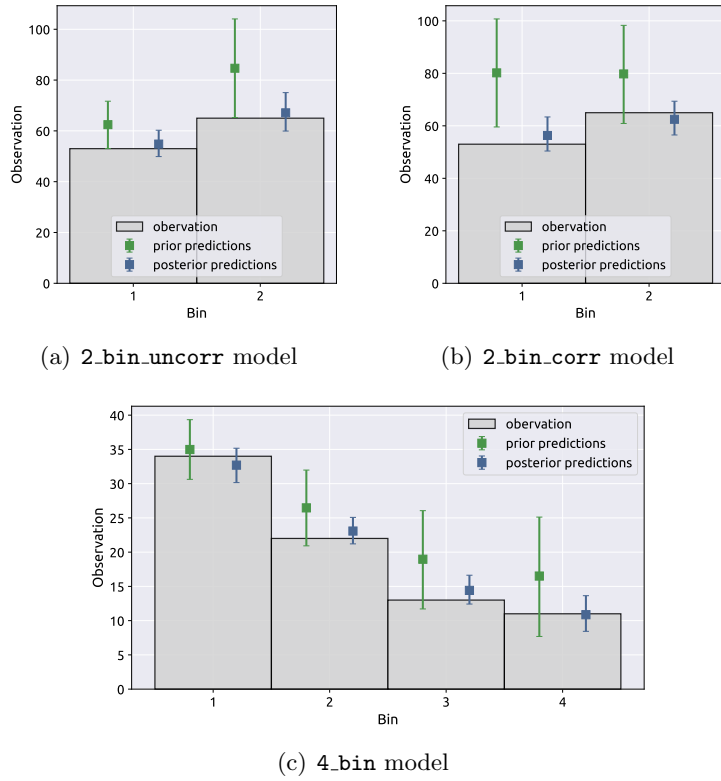 100
80
60
40
20
0
Observation
obervation
prior predictions
posterior predictions
1
2
Bin
(a) 2_bin_uncorr model
100
80
60
40
20
0
Observation
obervation
prior predictions
posterior predictions
1
2
Bin
(b) 2_bin_corr model
40
35
30
25
20
15
10
5
0
Observation
obervation
prior predictions
posterior predictions
1
2
3
4
Bin
(c) 4_bin model